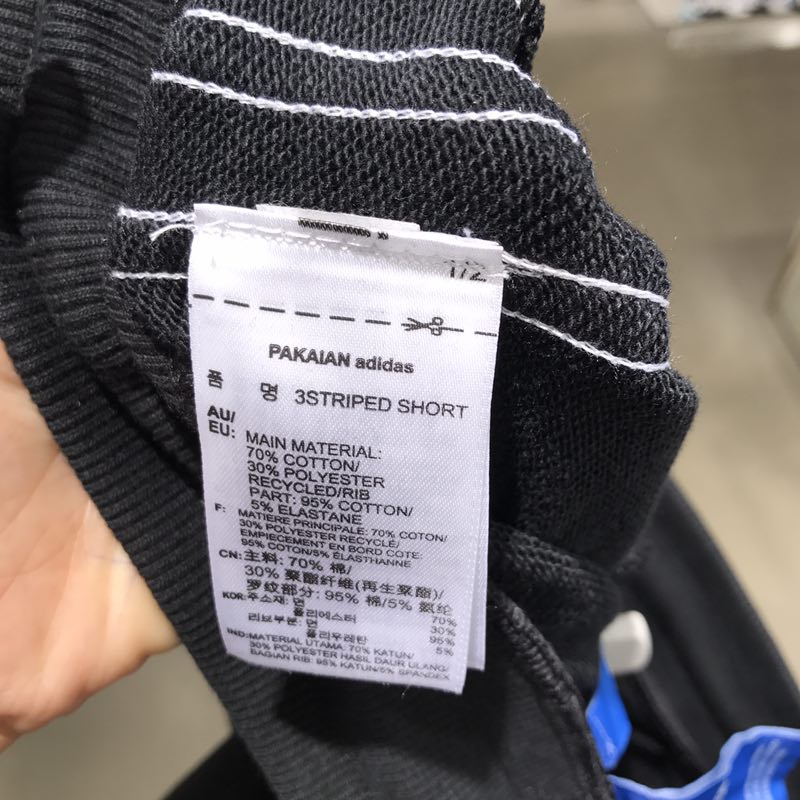 1/2
PAKAIAN adidas
품 명 3STRIPED SHORT
AU/
EU: MAIN MATERIAL:
70% COTTON/
30% POLYESTER
RECYCLED/RIB
PART: 95% COTTON/
5% ELASTANE
F: MATIERE PRINCIPALE: 70% COTON/
30% POLYESTER RECYCLÉ/
EMPIECEMENT EN BORD COTE:
95% COTON/5% ÉLASTHANNE
CN: 主料: 70% 棉/
30% 聚酯纤维(再生聚酯)/
罗纹部分: 95% 棉/5% 氨纶
KOR: 주소재: 면 70%
폴리에스터 30%
리브부분: 면 95%
폴리우레탄 5%
IND: MATERIAL UTAMA: 70% KATUN/
30% POLYESTER HASIL DAUR ULANG/
BAGIAN RIB: 95% KATUN/5% SPANDEX